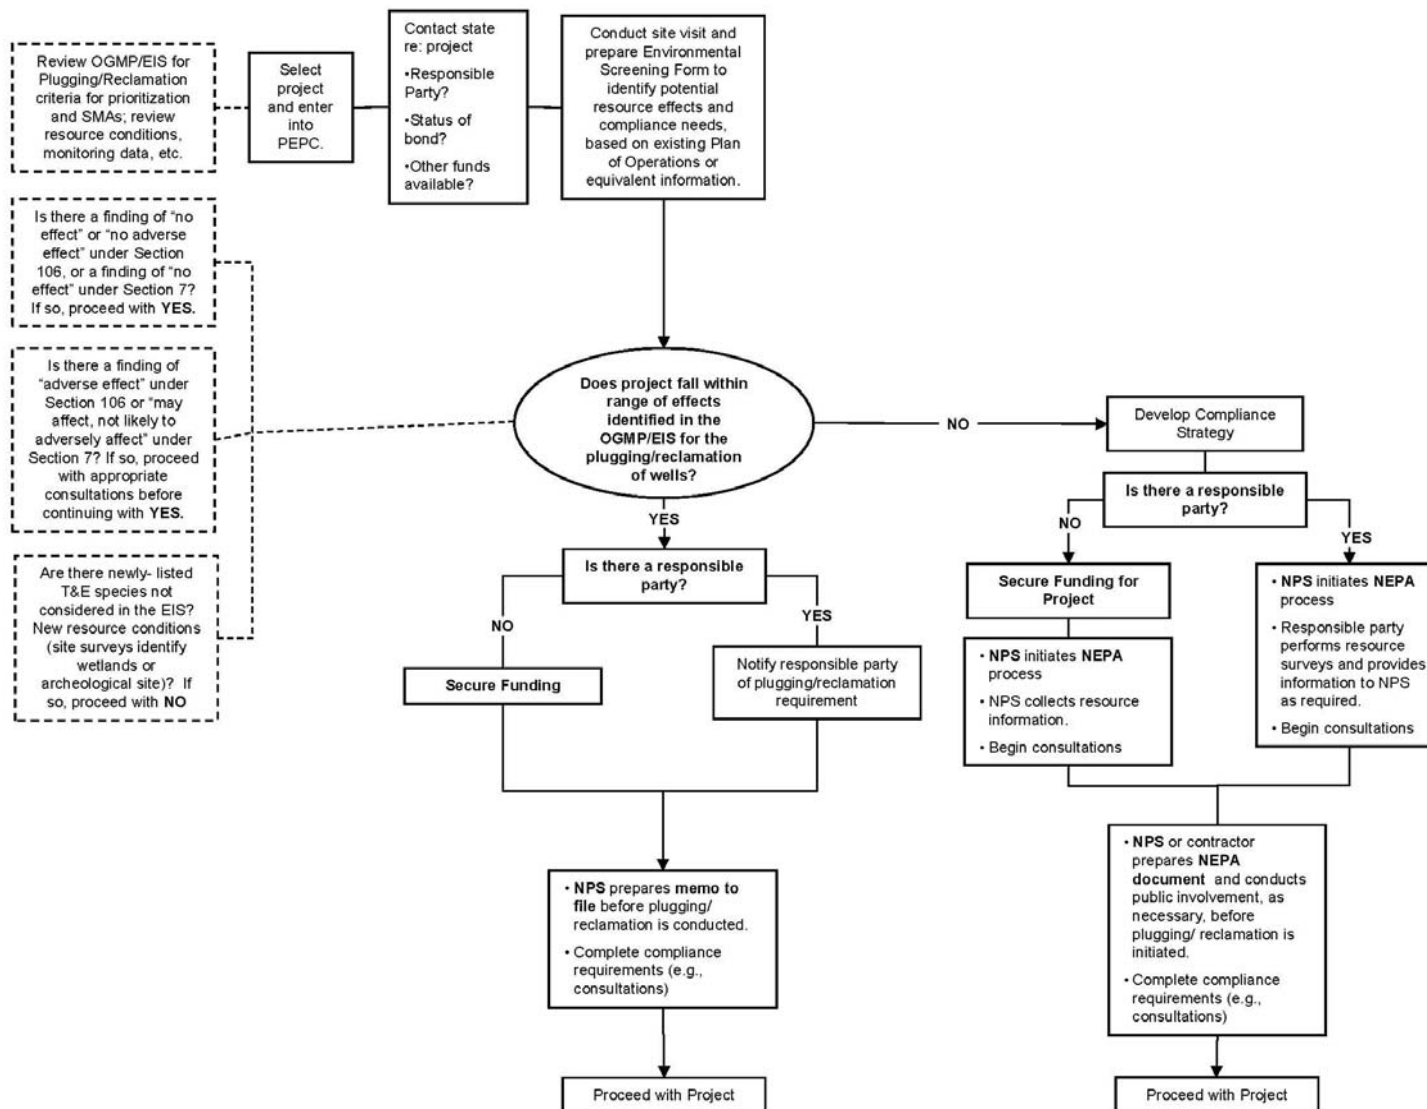 Review OGMP/EIS for
Plugging/Reclamation
criteria for prioritization
and SMAs; review
resource conditions,
monitoring data, etc.
Select
project
and enter
into
PEPC.
Contact state
re: project
•Responsible
Party?
•Status of
bond?
•Other funds
available?
Conduct site visit and
prepare Environmental
Screening Form to
identify potential
resource effects and
compliance needs,
based on existing Plan
of Operations or
equivalent information.
Is there a finding of “no
effect” or “no adverse
effect” under Section
106, or a finding of “no
effect” under Section 7?
If so, proceed with YES.
Is there a finding of
“adverse effect” under
Section 106 or “may
affect, not likely to
adversely affect” under
Section 7? If so, proceed
with appropriate
consultations before
continuing with YES.
Are there newly- listed
T&E species not
considered in the EIS?
New resource conditions
(site surveys identify
wetlands or
archeological site)? If
so, proceed with NO
Does project fall within
range of effects
identified in the
OGMP/EIS for the
plugging/reclamation
of wells?
NO
Develop Compliance
Strategy
Is there a responsible
party?
NO
YES
Secure Funding for
Project
• NPS initiates NEPA
process
• NPS collects resource
information.
• Begin consultations
• NPS initiates NEPA
process
• Responsible party
performs resource
surveys and provides
information to NPS
as required.
• Begin consultations
YES
Is there a responsible
party?
NO
YES
Secure Funding
Notify responsible party
of plugging/reclamation
requirement
• NPS prepares memo to
file before plugging/
reclamation is conducted.
• Complete compliance
requirements (e.g.,
consultations)
Proceed with Project
• NPS or contractor
prepares NEPA
document and conducts
public involvement, as
necessary, before
plugging/ reclamation is
initiated.
• Complete compliance
requirements (e.g.,
consultations)
Proceed with Project